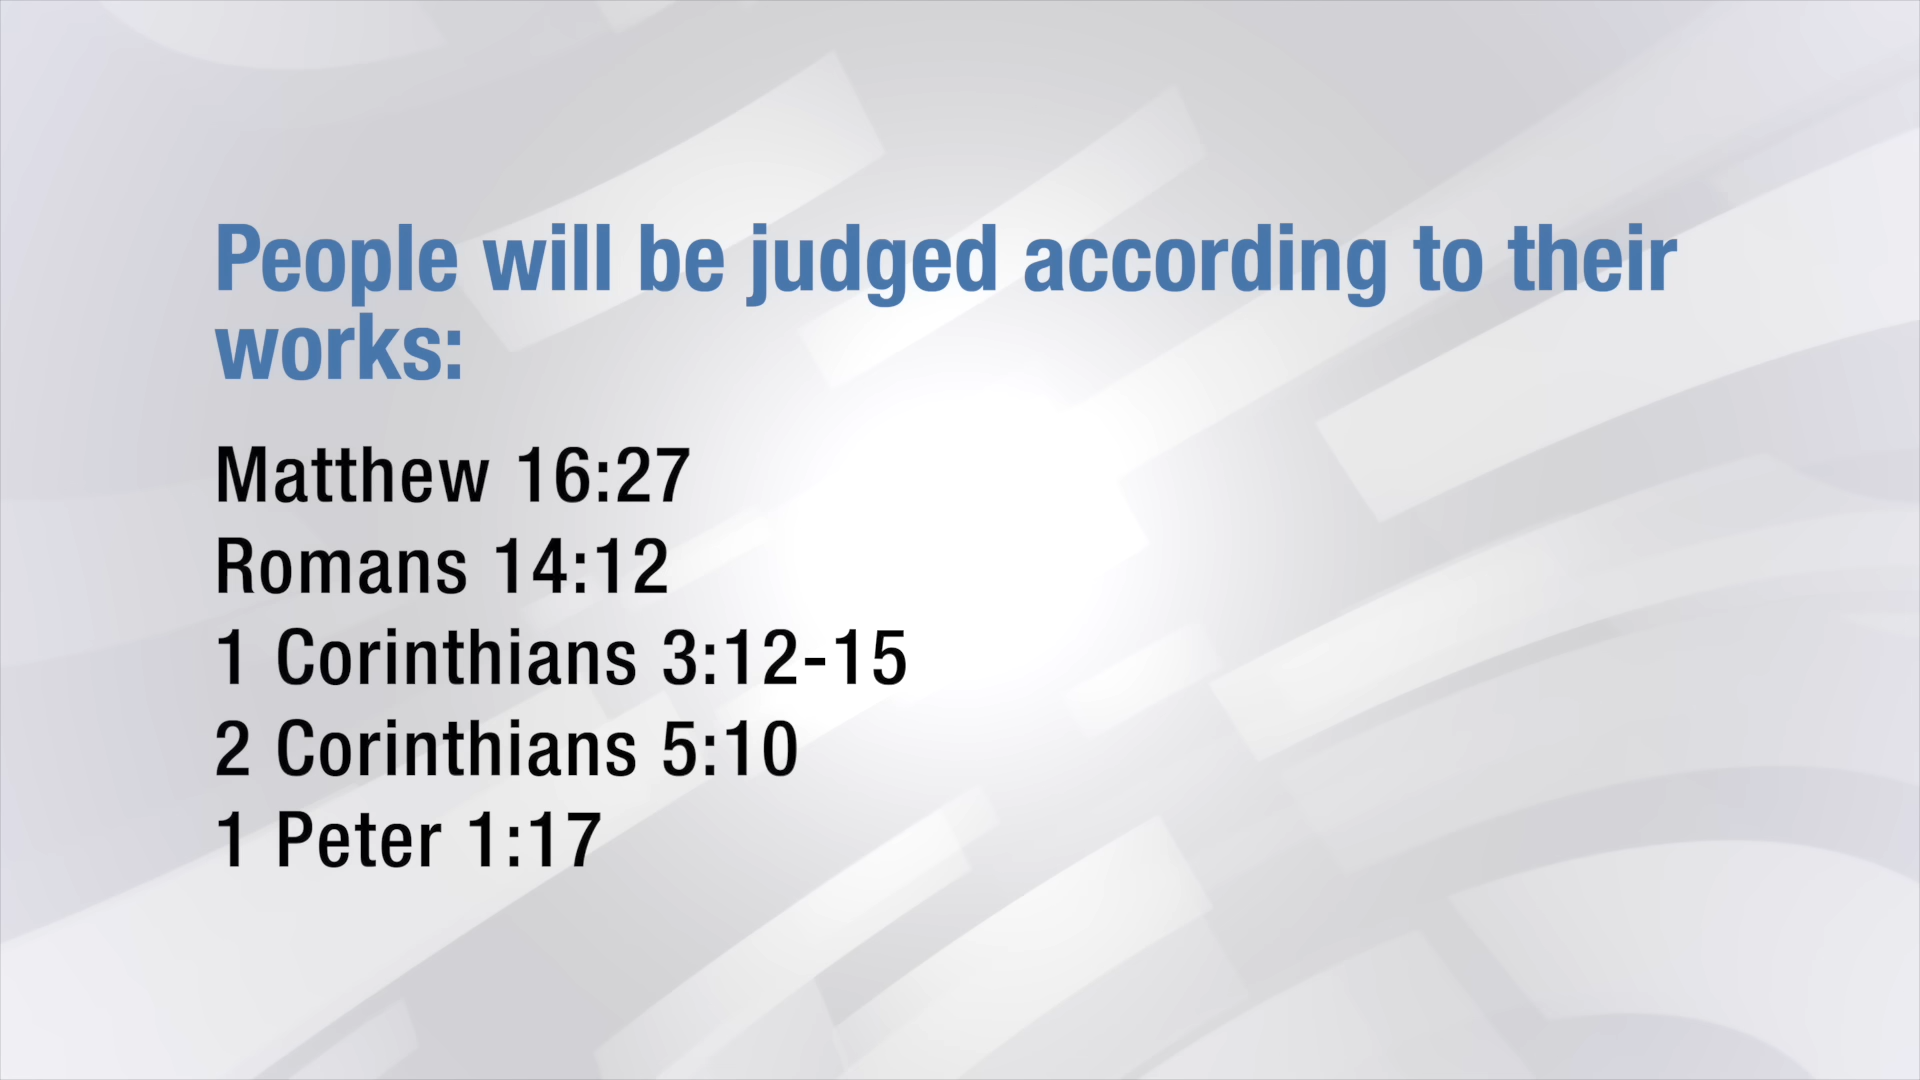 People will be judged according to their
works:
Matthew 16:27
Romans 14:12
1 Corinthians 3:12-15
2 Corinthians 5:10
1 Peter 1:17